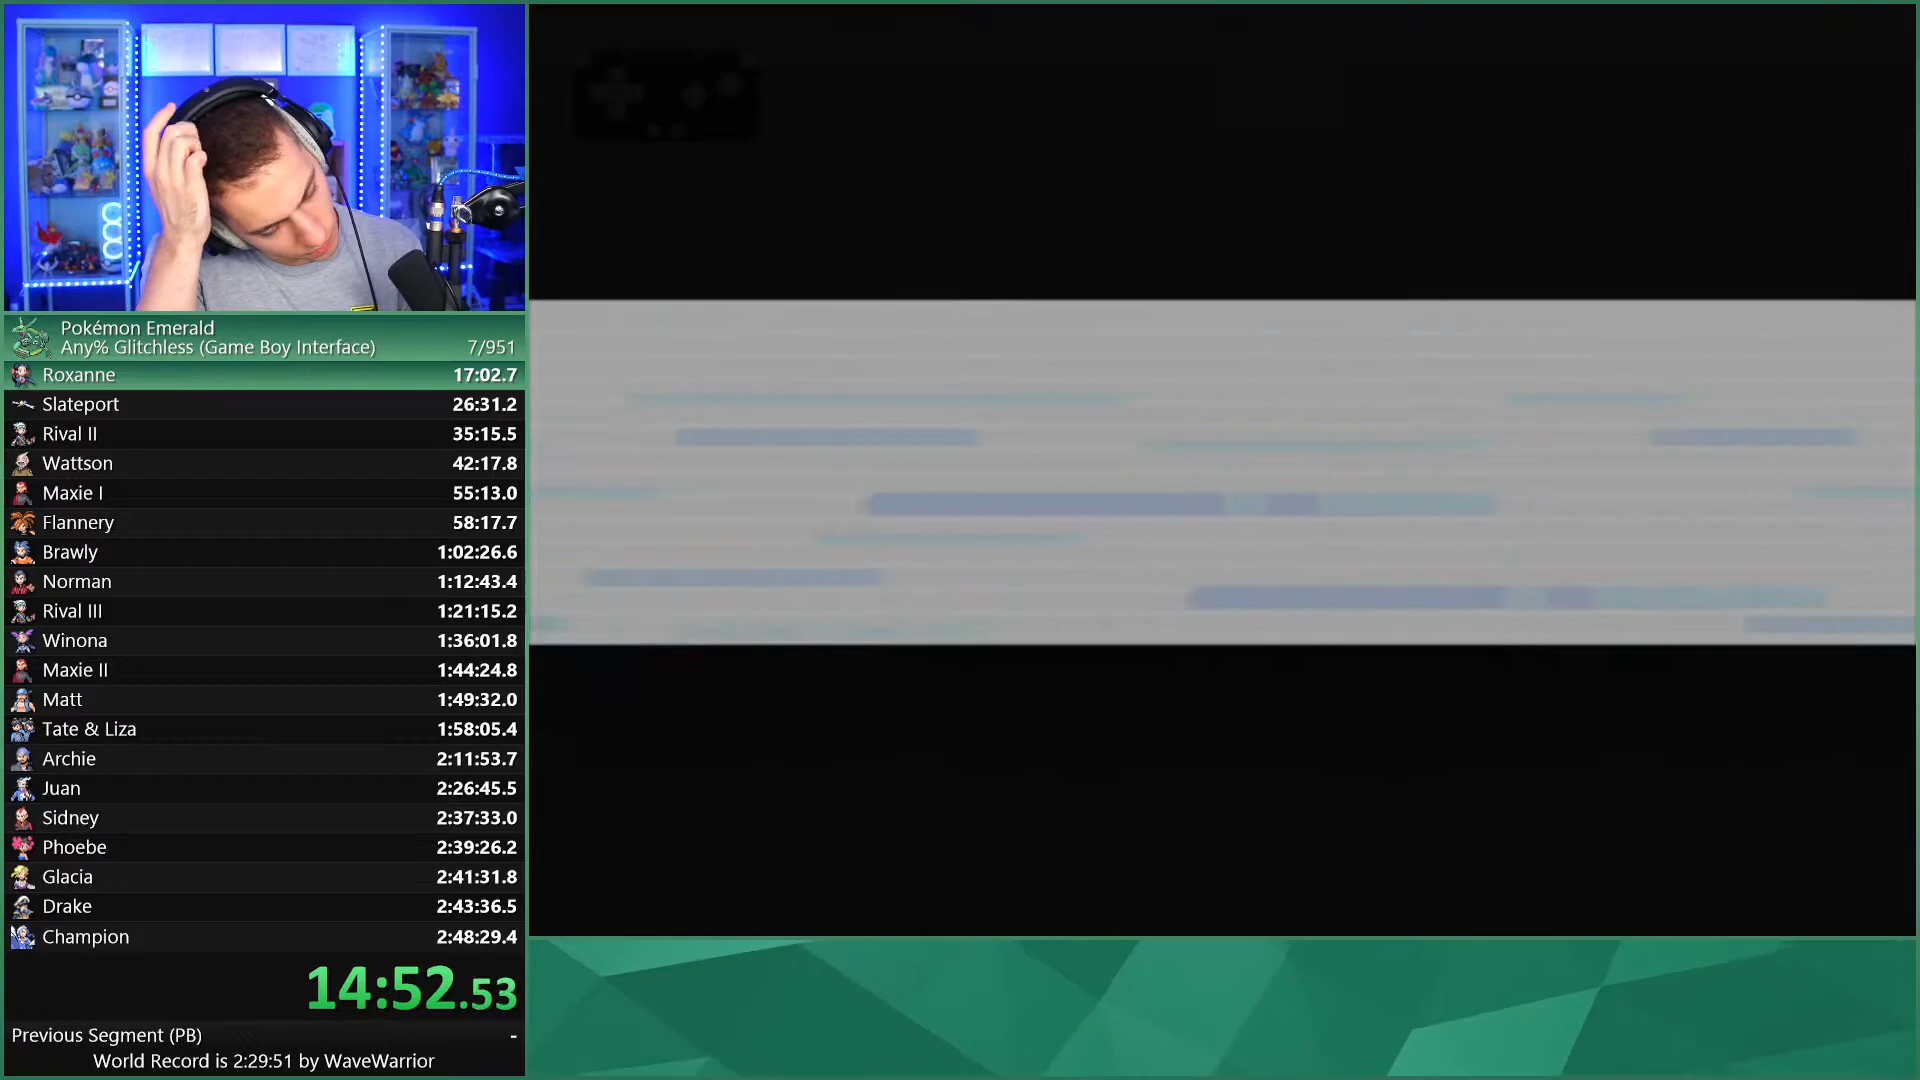 Pokémon Emerald
Any% Glitchless (Game Boy Interface) 7/951
Roxanne 17:02.7
Slateport 26:31.2
Rival II 35:15.5
Wattson 42:17.8
Maxie I 55:13.0
Flannery 58:17.7
Brawly 1:02:26.6
Norman 1:12:43.4
Rival III 1:21:15.2
Winona 1:36:01.8
Maxie II 1:44:24.8
Matt 1:49:32.0
Tate & Liza 1:58:05.4
Archie 2:11:53.7
Juan 2:26:45.5
Sidney 2:37:33.0
Phoebe 2:39:26.2
Glacia 2:41:31.8
Drake 2:43:36.5
Champion 2:48:29.4
14:52.53
Previous Segment (PB) -
World Record is 2:29:51 by WaveWarrior